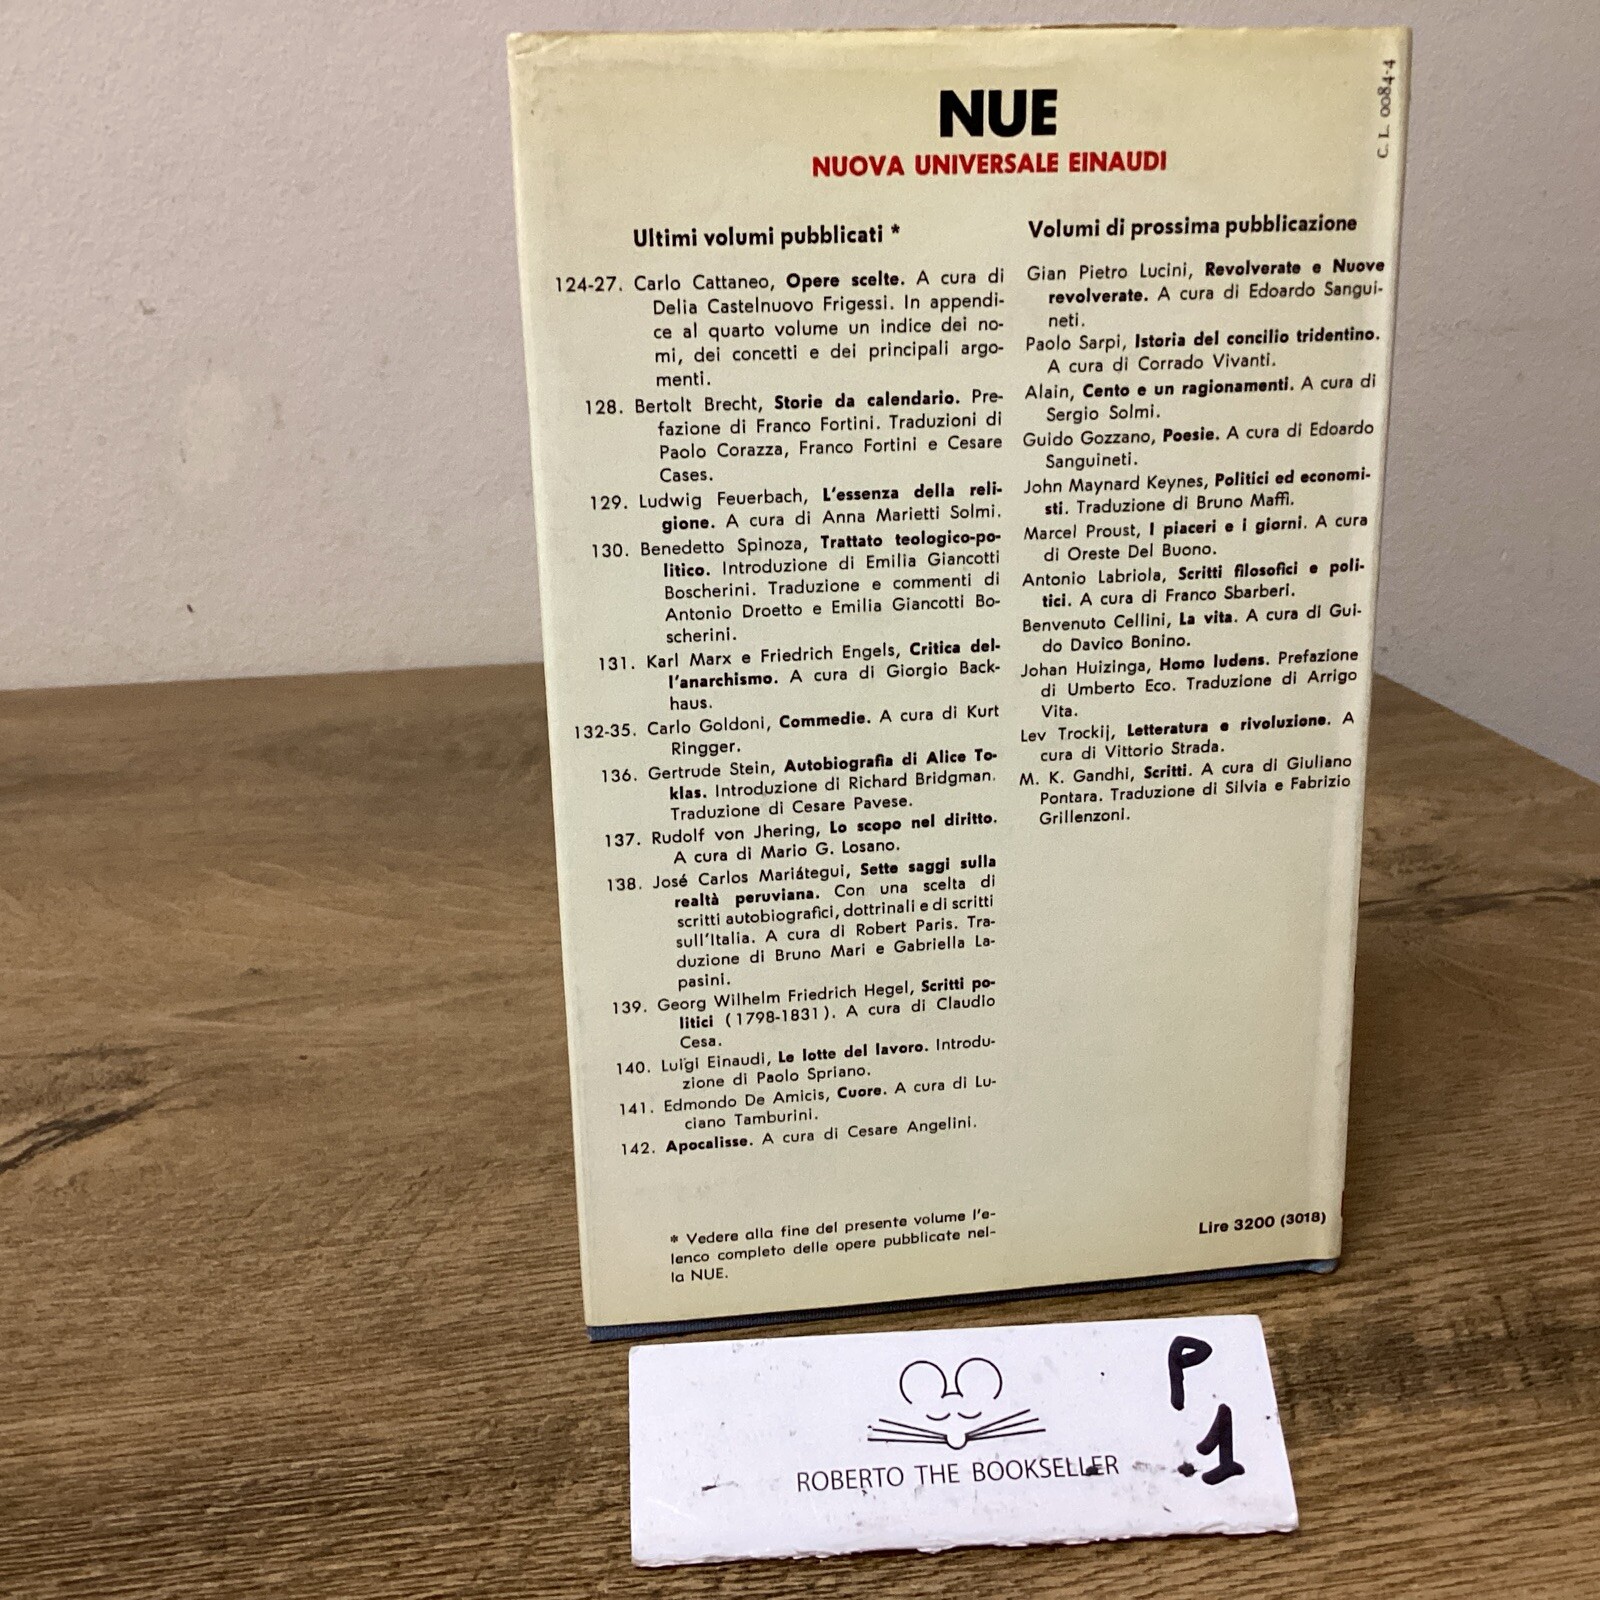 NUE
NUOVA UNIVERSALE EINAUDI
C. L. 0084-4
Ultimi volumi pubblicati *
124-27. Carlo Cattaneo, Opere scelte. A cura di
Delia Castelnuovo Frigessi. In appendi-
ce al quarto volume un indice dei no-
mi, dei concetti e dei principali argo-
menti.
128. Bertolt Brecht, Storie da calendario. Pre-
fazione di Franco Fortini. Traduzioni di
Paolo Corazza, Franco Fortini e Cesare
Cases.
129. Ludwig Feuerbach, L'essenza della reli-
gione. A cura di Anna Marietti Solmi.
130. Benedetto Spinoza, Trattato teologico-po-
litico. Introduzione di Emilia Giancotti
Boscherini. Traduzione e commenti di
Antonio Droetto e Emilia Giancotti Bo-
scherini.
131. Karl Marx e Friedrich Engels, Critica del-
l'anarchismo. A cura di Giorgio Back-
haus.
132-35. Carlo Goldoni, Commedie. A cura di Kurt
Ringger.
136. Gertrude Stein, Autobiografia di Alice To-
klas. Introduzione di Richard Bridgman.
Traduzione di Cesare Pavese.
137. Rudolf von Jhering, Lo scopo nel diritto.
A cura di Mario G. Losano.
138. José Carlos Mariátegui, Sette saggi sulla
realtà peruviana. Con una scelta di
scritti autobiografici, dottrinali e di scritti
sull'Italia. A cura di Robert Paris. Tra-
duzione di Bruno Mari e Gabriella La-
pasini.
139. Georg Wilhelm Friedrich Hegel, Scritti po-
litici (1798-1831). A cura di Claudio
Cesa.
140. Luigi Einaudi, Le lotte del lavoro. Introdu-
zione di Paolo Spriano.
141. Edmondo De Amicis, Cuore. A cura di Lu-
ciano Tamburini.
142. Apocalisse. A cura di Cesare Angelini.
* Vedere alla fine del presente volume l'e-
lenco completo delle opere pubblicate nel-
la NUE.
Volumi di prossima pubblicazione
Gian Pietro Lucini, Revolverate e Nuove
revolverate. A cura di Edoardo Sangui-
neti.
Paolo Sarpi, Istoria del concilio tridentino.
A cura di Corrado Vivanti.
Alain, Cento e un ragionamenti. A cura di
Sergio Solmi.
Guido Gozzano, Poesie. A cura di Edoardo
Sanguineti.
John Maynard Keynes, Politici ed economi-
sti. Traduzione di Bruno Maffi.
Marcel Proust, I piaceri e i giorni. A cura
di Oreste Del Buono.
Antonio Labriola, Scritti filosofici e poli-
tici. A cura di Franco Sbarberi.
Benvenuto Cellini, La vita. A cura di Gui-
do Davico Bonino.
Johan Huizinga, Homo ludens. Prefazione
di Umberto Eco. Traduzione di Arrigo
Vita.
Lev Trockij, Letteratura e rivoluzione. A
cura di Vittorio Strada.
M. K. Gandhi, Scritti. A cura di Giuliano
Pontara. Traduzione di Silvia e Fabrizio
Grillenzoni.
Lire 3200 (3018)
P
1
ROBERTO THE BOOKSELLER